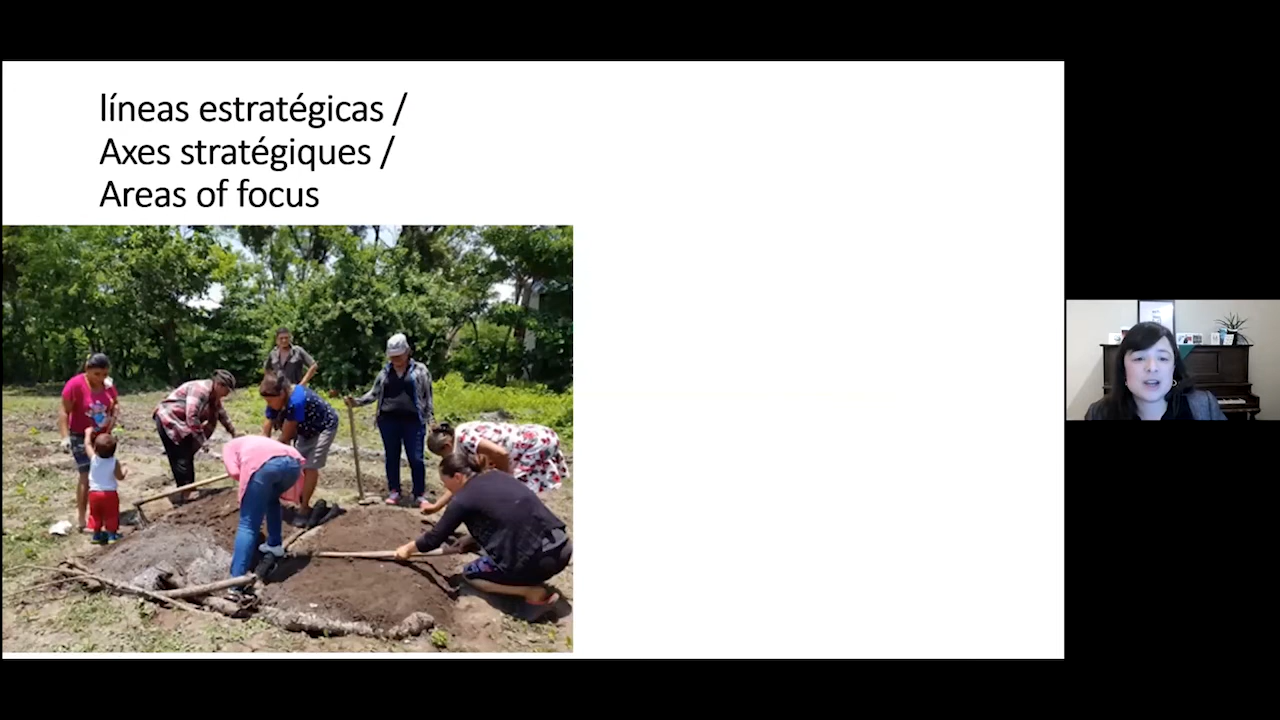 líneas estratégicas /
Axes stratégiques /
Areas of focus